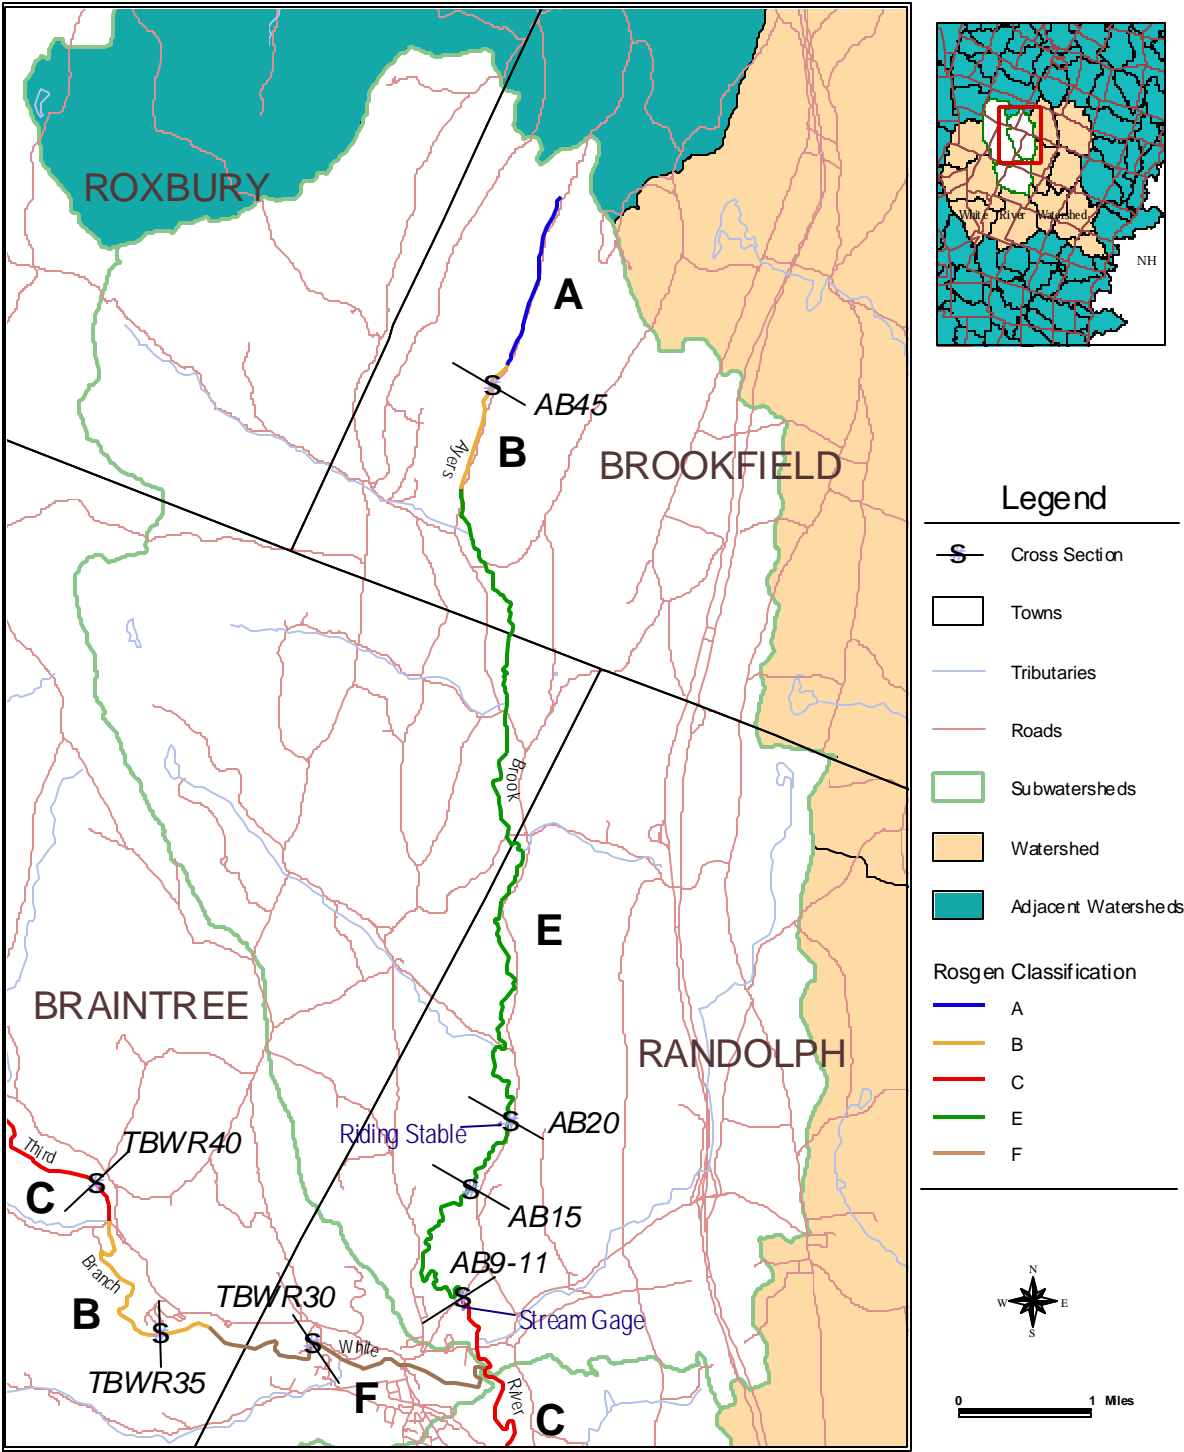 ROXBURY
A
AB45
B
Ayers
BROOKFIELD
Brook
E
BRAINTREE
RANDOLPH
AB20
Riding Stable
TBWR40
Third
C
AB15
AB9-11
Branch
TBWR30
B
Stream Gage
White
TBWR35
F
River
C
S
S
S
S
S
S
S
White River Watershed
NH
Legend
S Cross Section
Towns
Tributaries
Roads
Subwatersheds
Watershed
Adjacent Watersheds
Rosgen Classification
A
B
C
E
F
N
W E
S
0 1 Miles